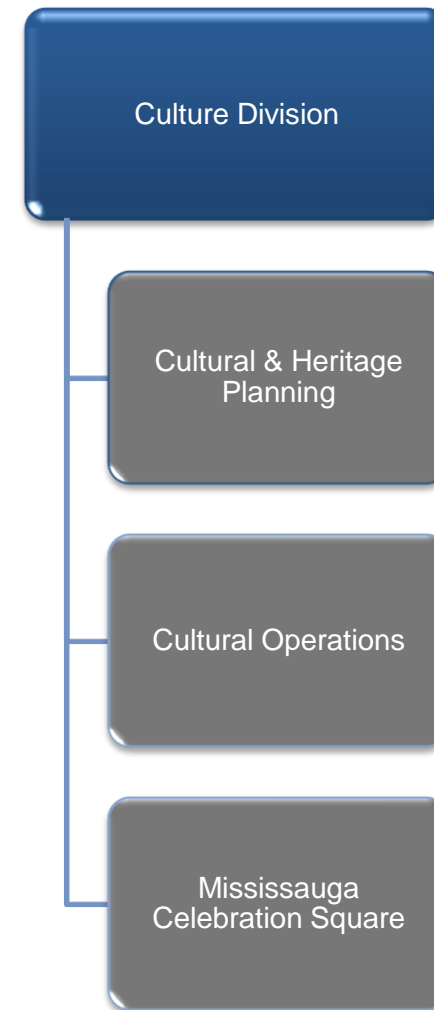 Culture Division
Cultural & Heritage
Planning
Cultural Operations
Mississauga
Celebration Square